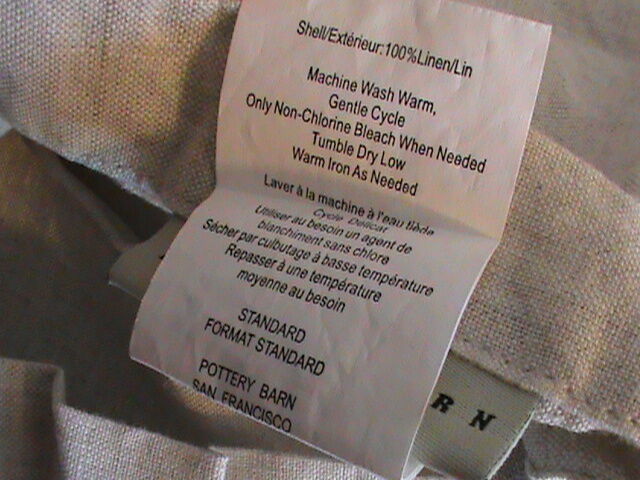 Shell/Extérieur:100%Linen/Lin
Machine Wash Warm,
Gentle Cycle
Only Non-Chlorine Bleach When Needed
Tumble Dry Low
Warm Iron As Needed
Laver à la machine à l'eau tiède
Cycle Délicat
Utiliser au besoin un agent de
blanchiment sans chlore
Sécher par culbutage à basse température
Repasser à une température
moyenne au besoin
STANDARD
FORMAT STANDARD
POTTERY BARN
SAN FRANCISCO
R N